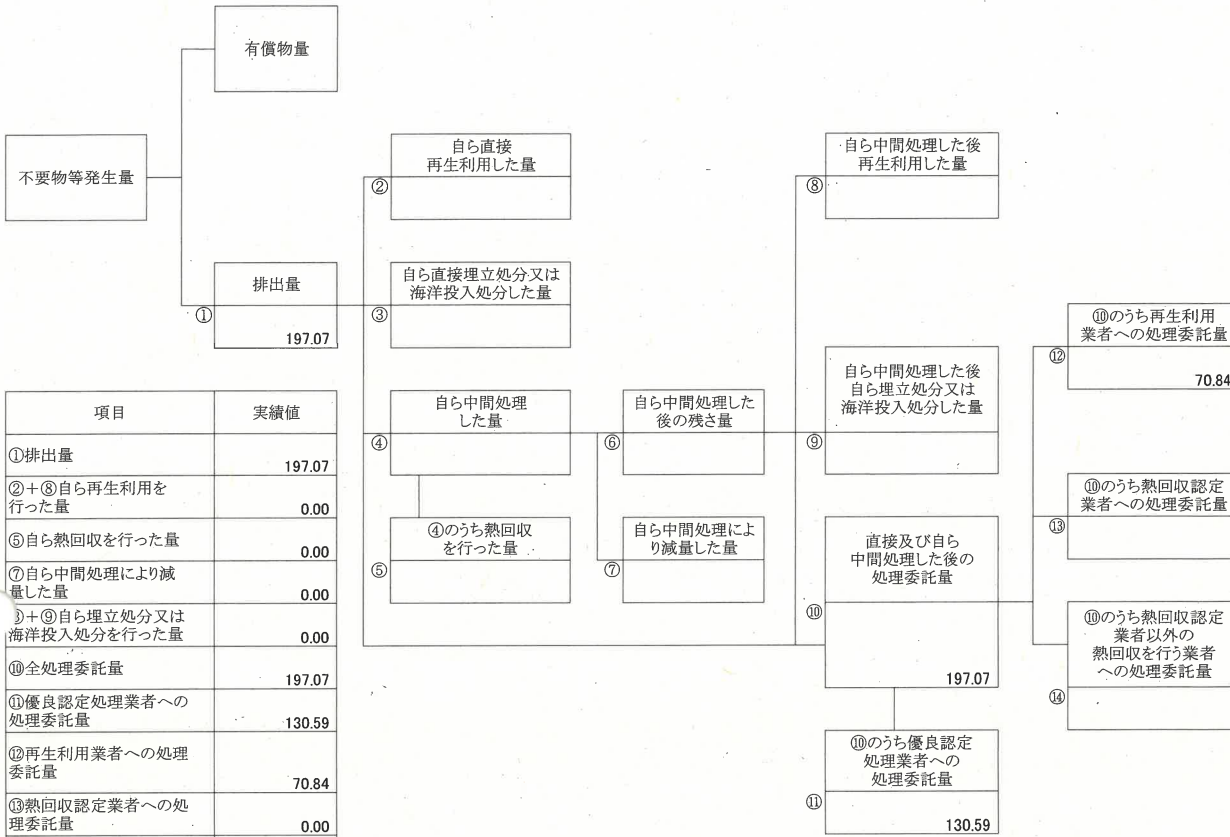 有償物量
不要物等発生量
排出量
①
197.07
自ら直接
再生利用した量
②
自ら直接埋立処分又は
海洋投入処分した量
③
自ら中間処理
した量
④
④のうち熱回収
を行った量
⑤
自ら中間処理した
後の残さ量
⑥
自ら中間処理によ
り減量した量
⑦
自ら中間処理した後
再生利用した量
⑧
自ら中間処理した後
自ら埋立処分又は
海洋投入処分した量
⑨
直接及び自ら
中間処理した後の
処理委託量
⑩
197.07
⑩のうち優良認定
処理業者への
処理委託量
⑪
130.59
⑩のうち再生利用
業者への処理委託量
⑫
70.84
⑩のうち熱回収認定
業者への処理委託量
⑬
⑩のうち熱回収認定
業者以外の
熱回収を行う業者
への処理委託量
⑭
項目 実績値
①排出量 197.07
②+⑧自ら再生利用を
行った量 0.00
⑤自ら熱回収を行った量 0.00
⑦自ら中間処理により減
量した量 0.00
+⑨自ら埋立処分又は
海洋投入処分を行った量 0.00
⑩全処理委託量 197.07
⑪優良認定処理業者への
処理委託量 130.59
⑫再生利用業者への処理
委託量 70.84
⑬熱回収認定業者への処
理委託量 0.00